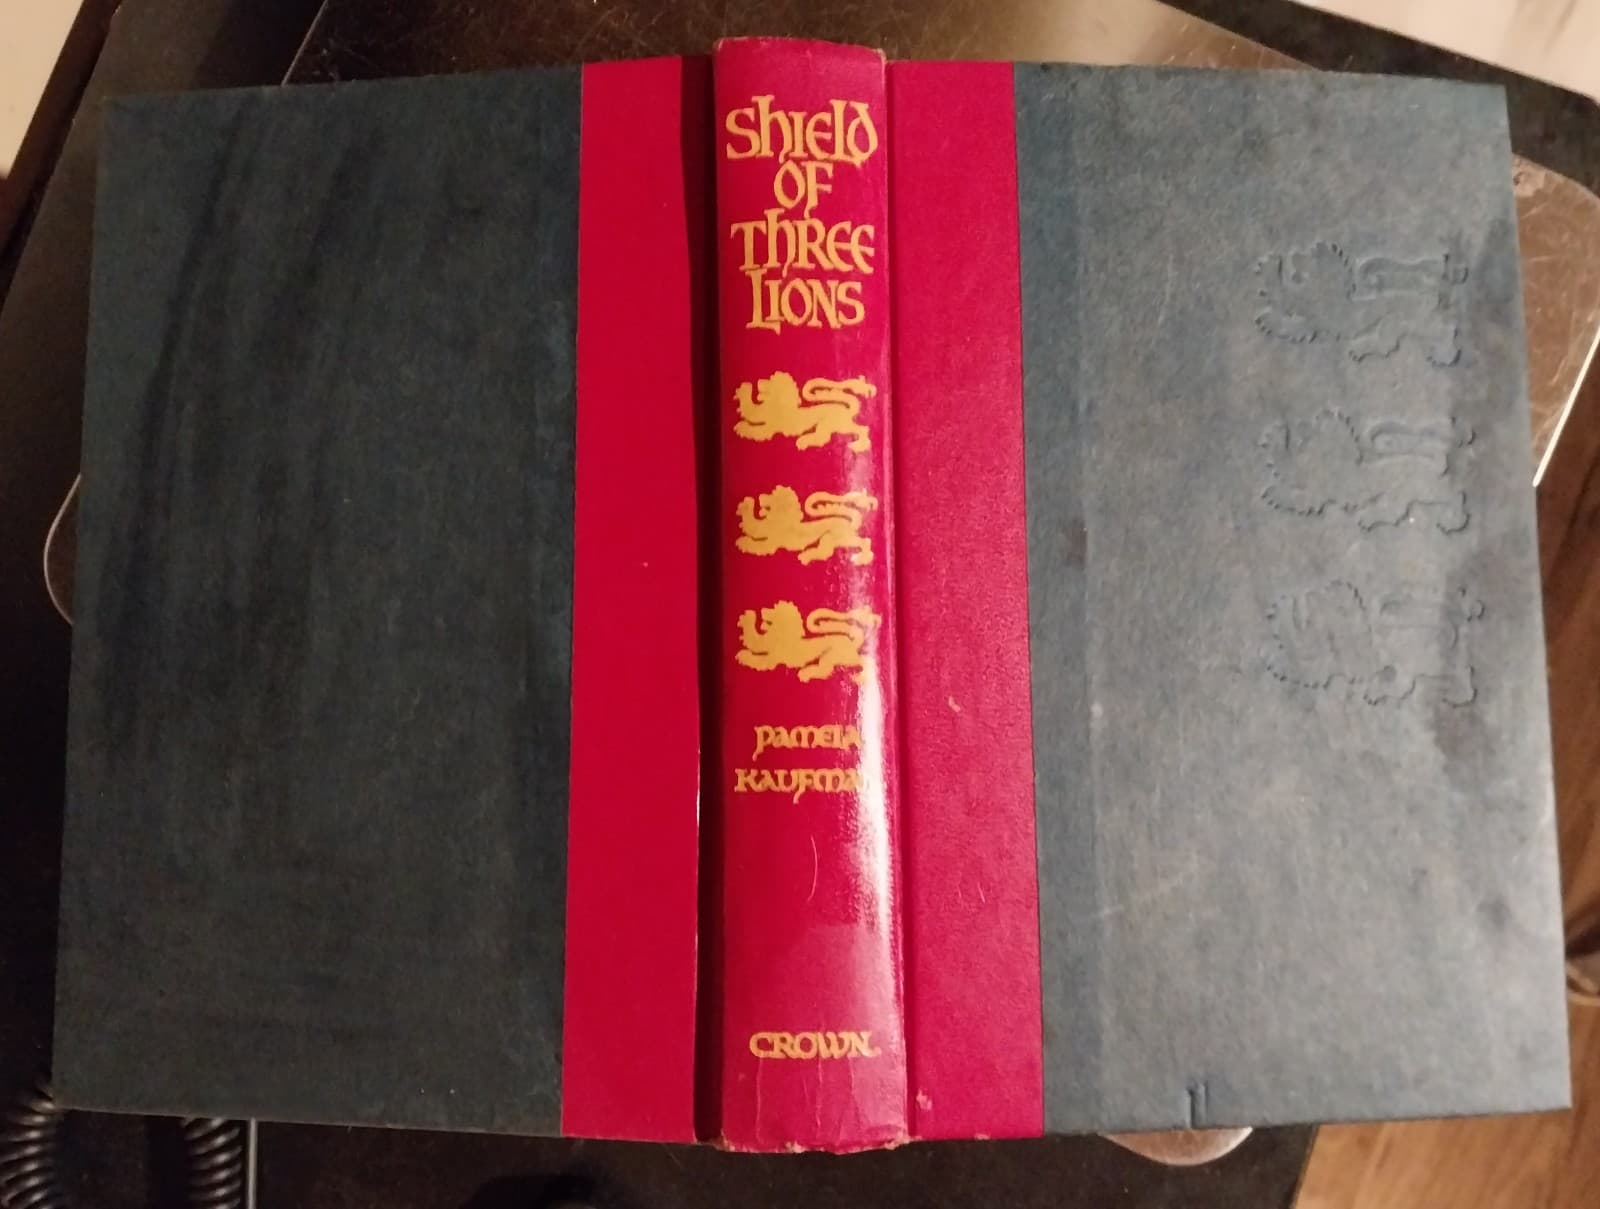 Shield
of
Three
Lions
Pamela
Kaufman
Crown